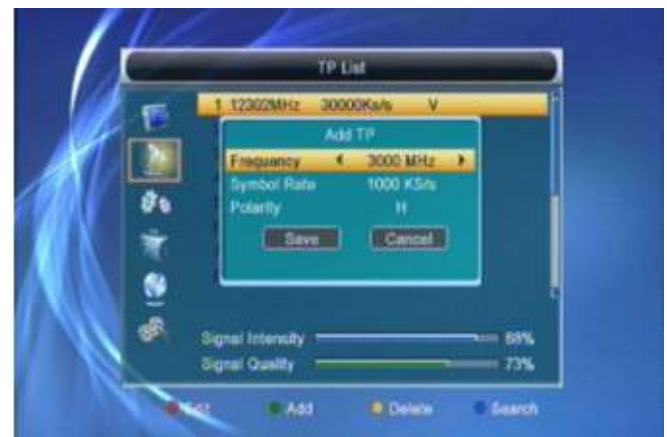 TP List
1 12302MHz 30000Ks/s V
Add TP
Frequency 3000 MHz
Symbol Rate 1000 KS/s
Polarity H
Save Cancel
Signal Intensity 88%
Signal Quality 73%
Edit Add Delete Search